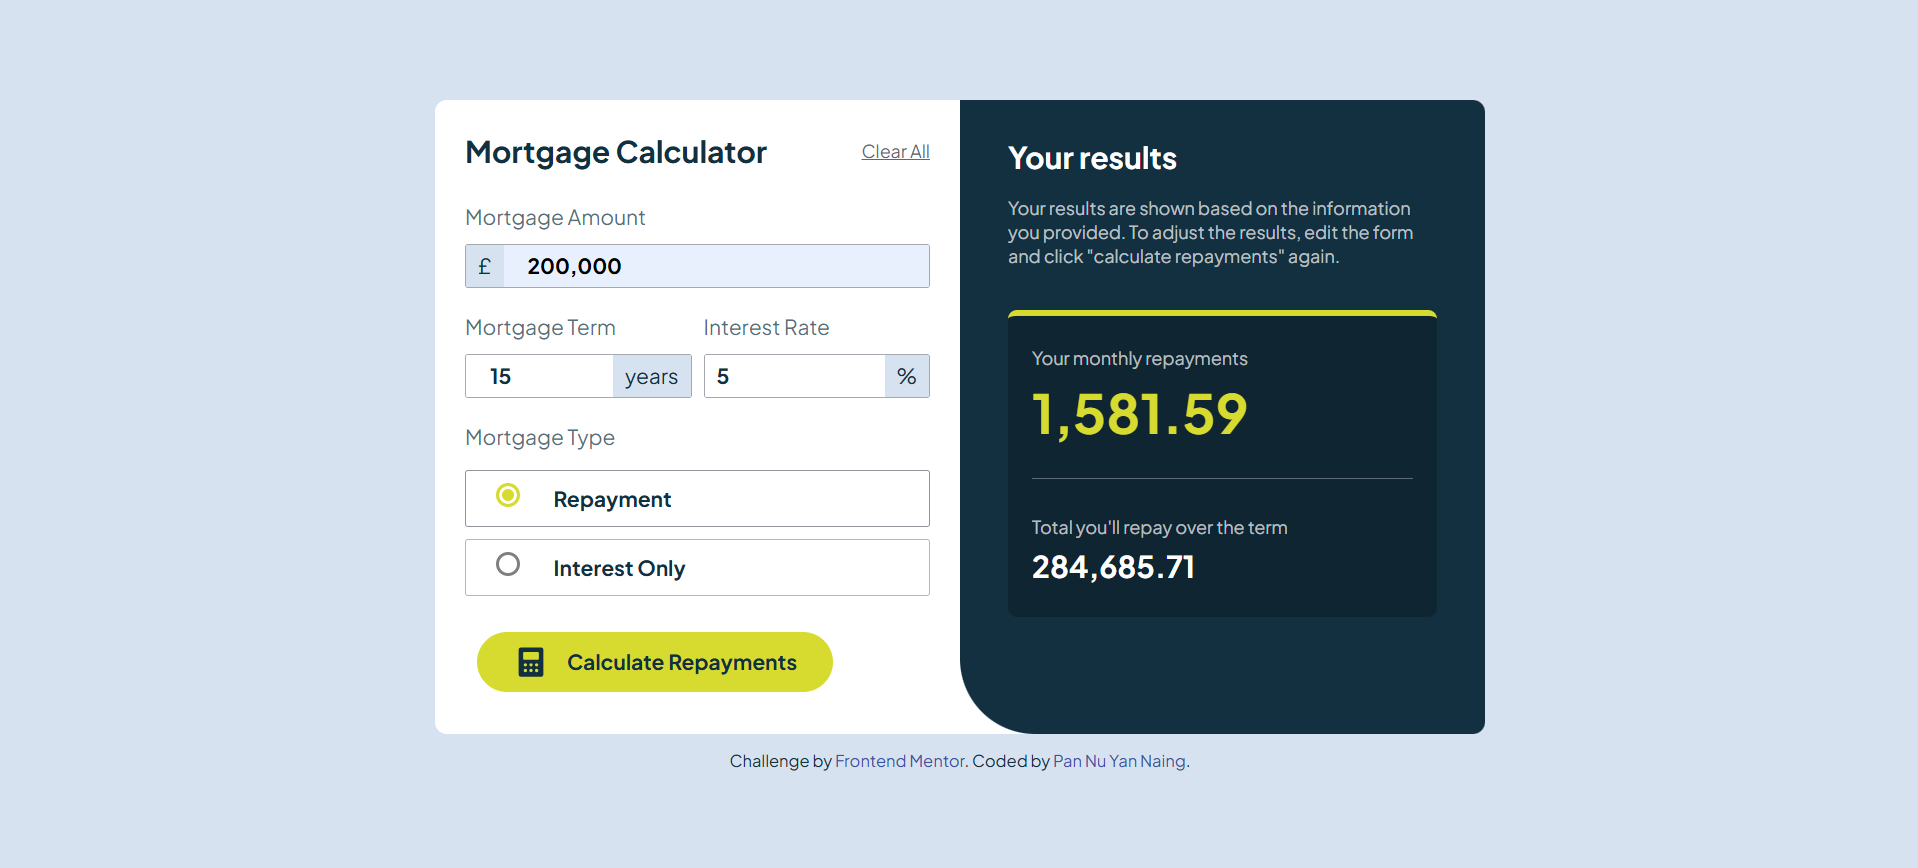 Mortgage Calculator
Clear All
Mortgage Amount
£ 200,000
Mortgage Term
Interest Rate
15 years
5 %
Mortgage Type
Repayment
Interest Only
Calculate Repayments
Your results
Your results are shown based on the information
you provided. To adjust the results, edit the form
and click "calculate repayments" again.
Your monthly repayments
1,581.59
Total you'll repay over the term
284,685.71
Challenge by Frontend Mentor. Coded by Pan Nu Yan Naing.